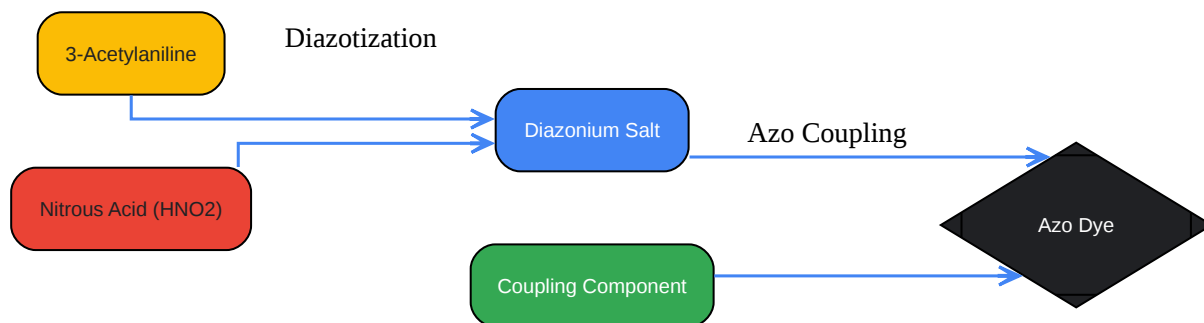 3-Acetylaniline
Diazotization
Diazonium Salt
Azo Coupling
Nitrous Acid (HNO2)
Azo Dye
Coupling Component